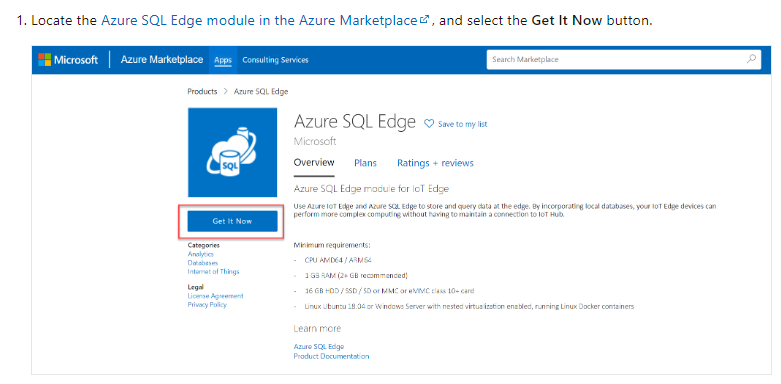 1. Locate the Azure SQL Edge module in the Azure Marketplace, and select the Get It Now button.
Microsoft Azure Marketplace Apps Consulting Services Search Marketplace
Products > Azure SQL Edge
SQL
Azure SQL Edge Save to my list
Microsoft
Overview Plans Ratings + reviews
Azure SQL Edge module for IoT Edge
Use Azure IoT Edge and Azure SQL Edge to store and query data at the edge. By incorporating local databases, your IoT Edge devices can
perform more complex computing without having to maintain a connection to IoT Hub.
Get It Now
Categories
Analytics
Databases
Internet of Things
Legal
License Agreement
Privacy Policy
Minimum requirements:
- CPU AMD64 / ARM64
- 1 GB RAM (2+ GB recommended)
- 16 GB HDD / SSD / SD or MMC or eMMC class 10+ card
- Linux Ubuntu 18.04 or Windows Server with nested virtualization enabled, running Linux Docker containers
Learn more
Azure SQL Edge
Product Documentation